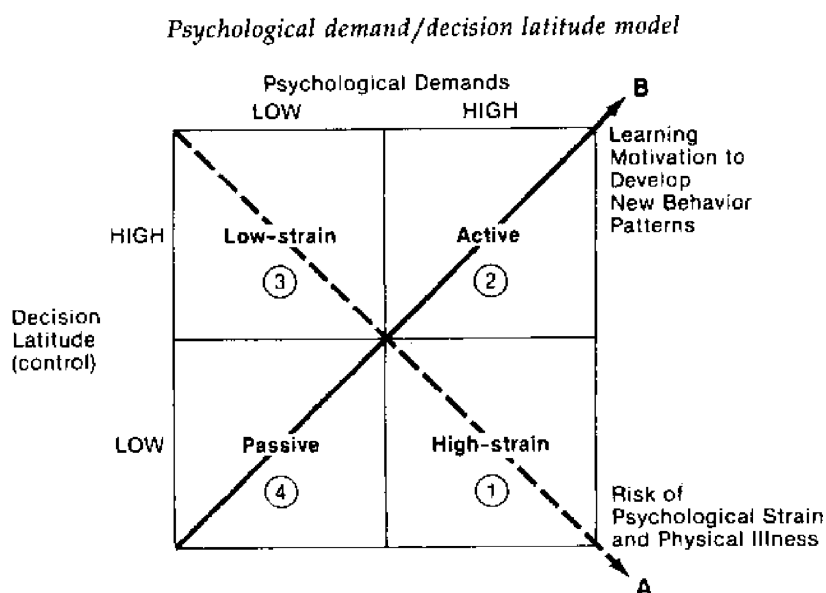 Psychological demand/decision latitude model
Psychological Demands
LOW
HIGH
B
Learning
Motivation to
Develop
New Behavior
Patterns
HIGH
Low-strain
Active
3
2
Decision
Latitude
(control)
LOW
Passive
High-strain
4
1
Risk of
Psychological Strain
and Physical Illness
A